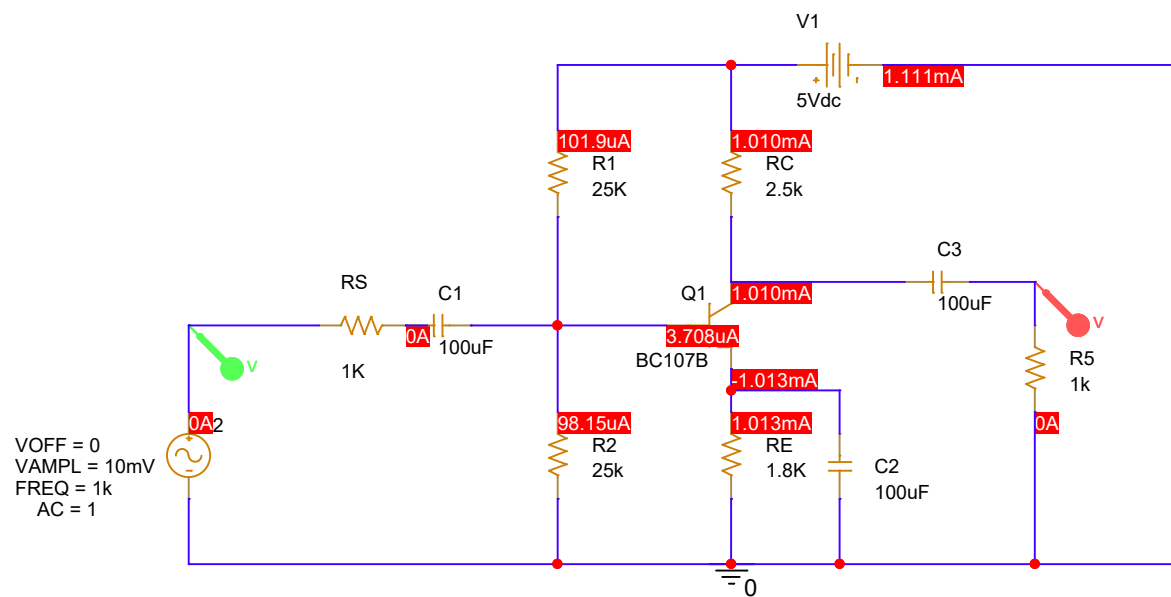 V1
5Vdc
1.111mA
101.9uA
R1
25K
1.010mA
RC
2.5k
RS
1K
C1
0A
100uF
Q1
1.010mA
3.708uA
BC107B
C3
100uF
V
V
R5
1k
0A
-1.013mA
0A2
VOFF = 0
VAMPL = 10mV
FREQ = 1k
AC = 1
98.15uA
R2
25k
1.013mA
RE
1.8K
C2
100uF
0